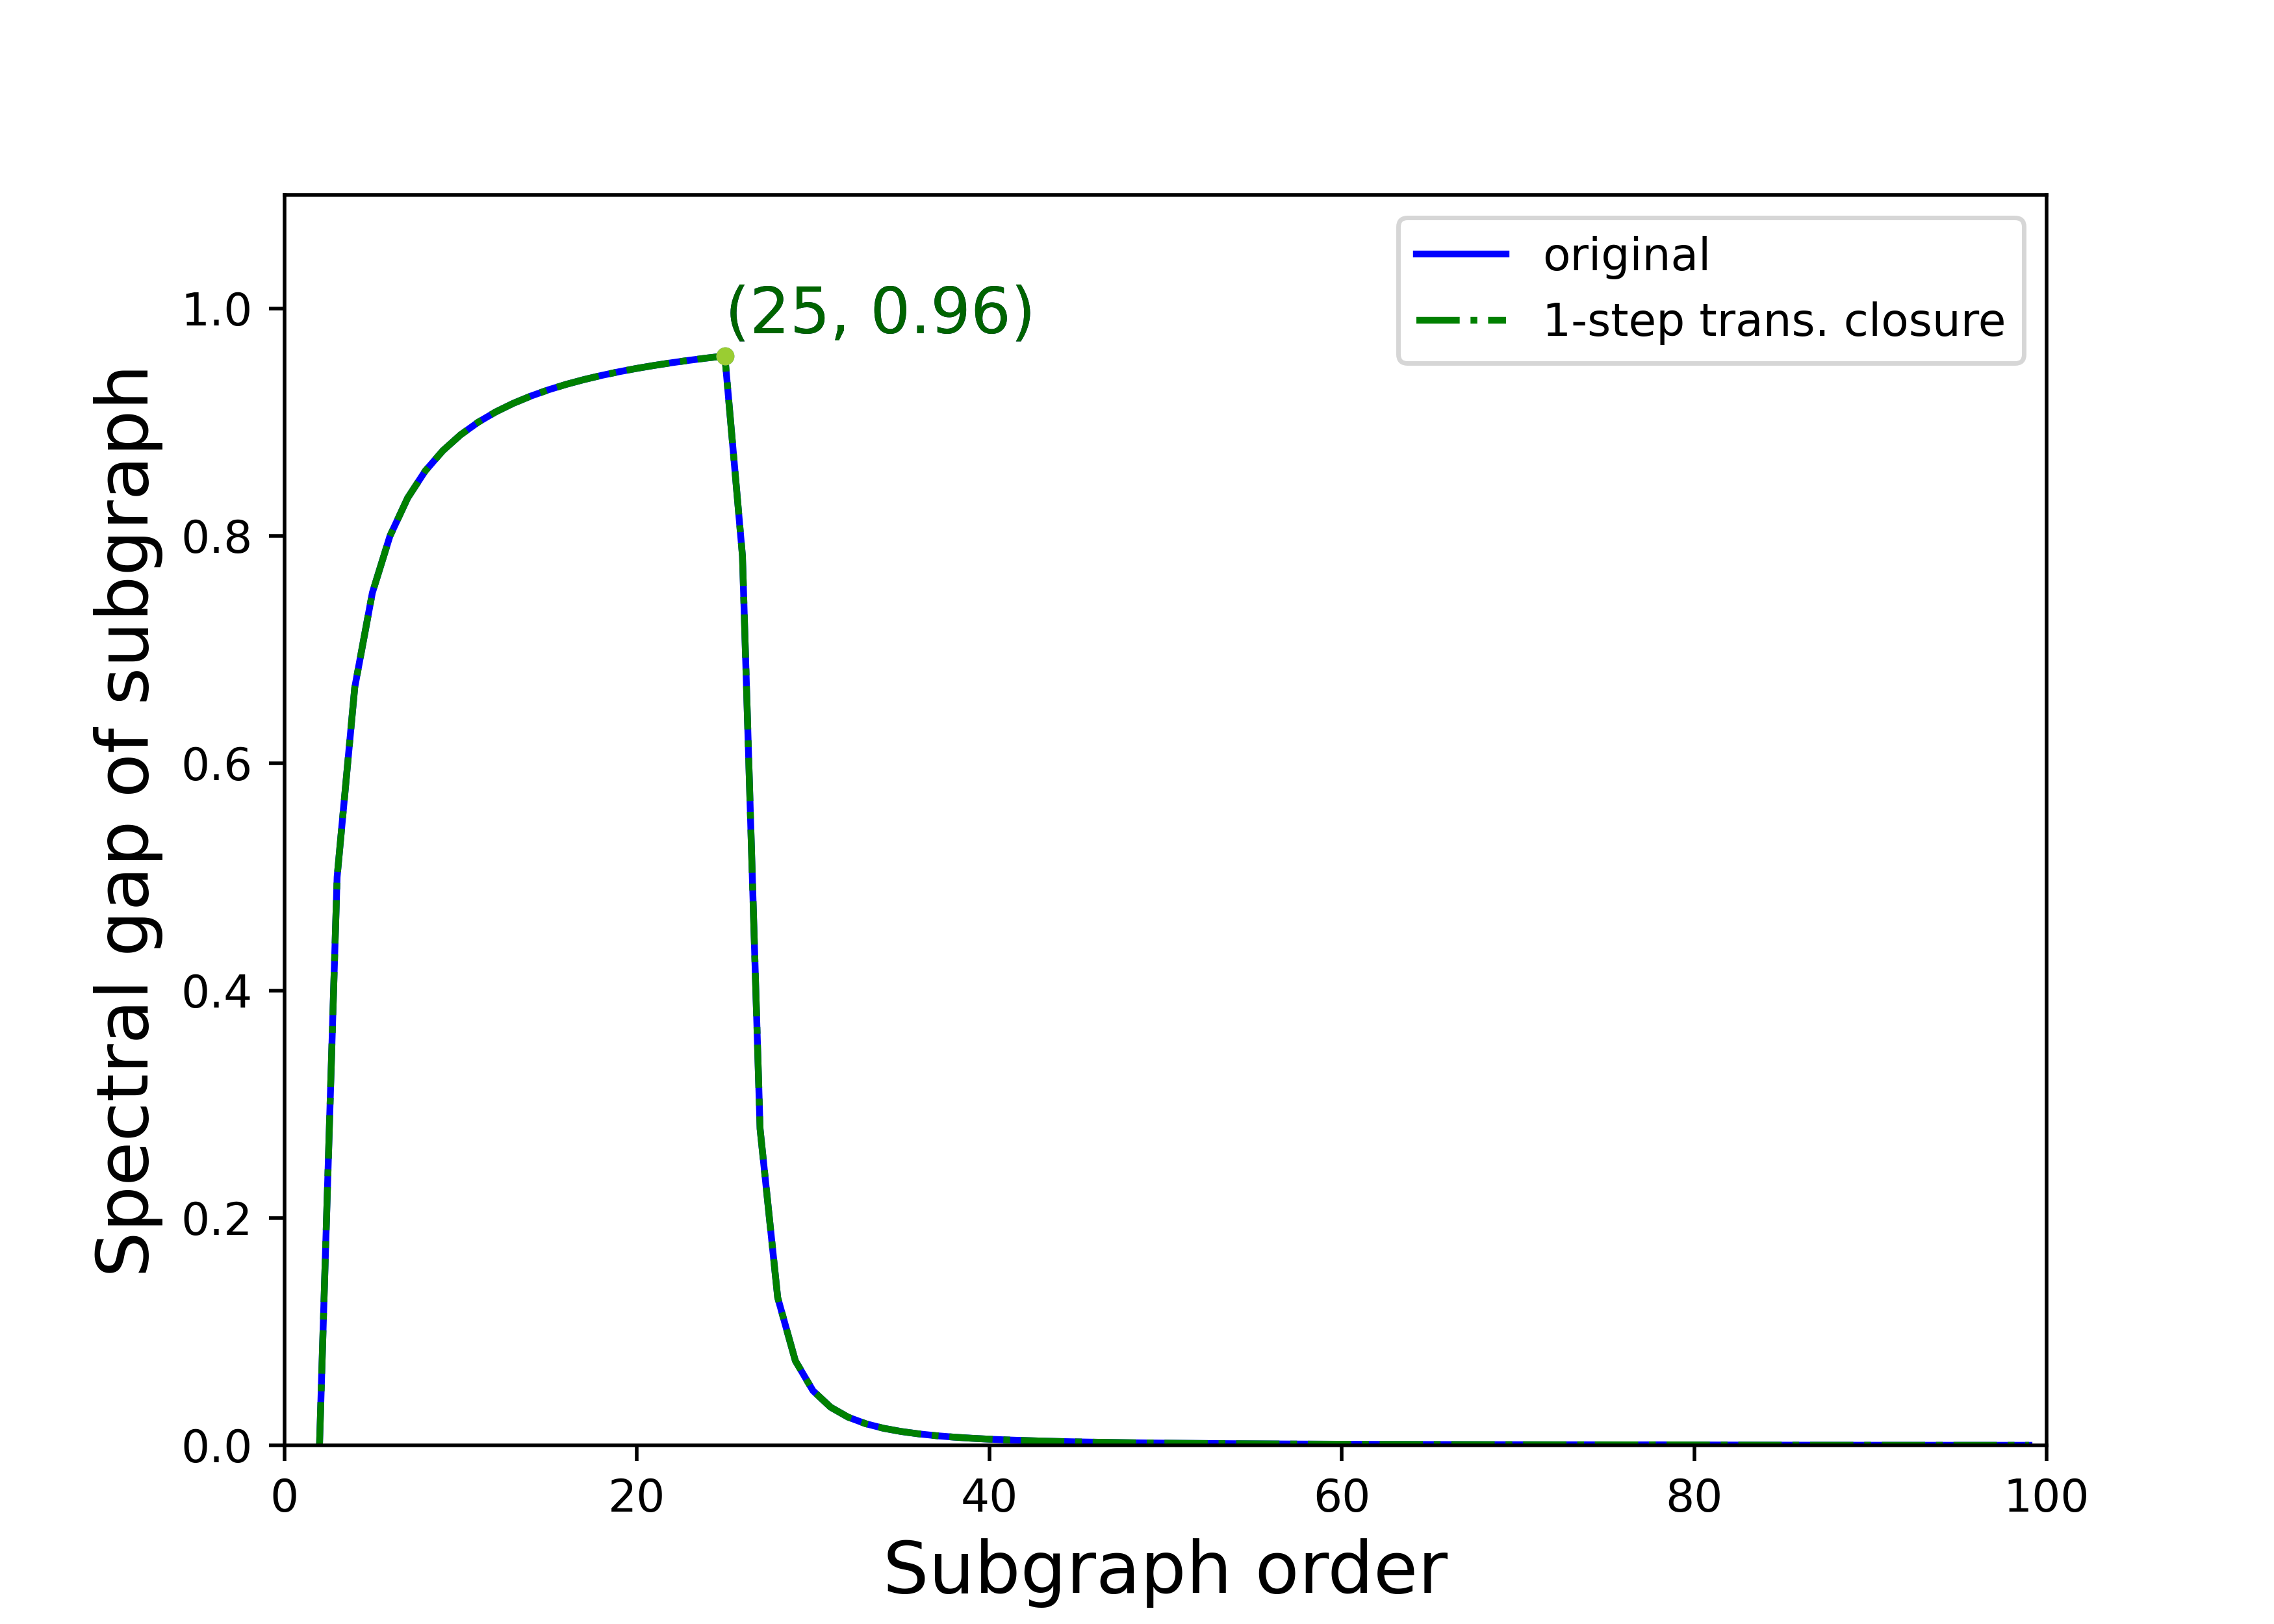 (25, 0.96)
original
1-step trans. closure
Spectral gap of subgraph
1.0
0.8
0.6
0.4
0.2
0.0
0 20 40 60 80 100
Subgraph order